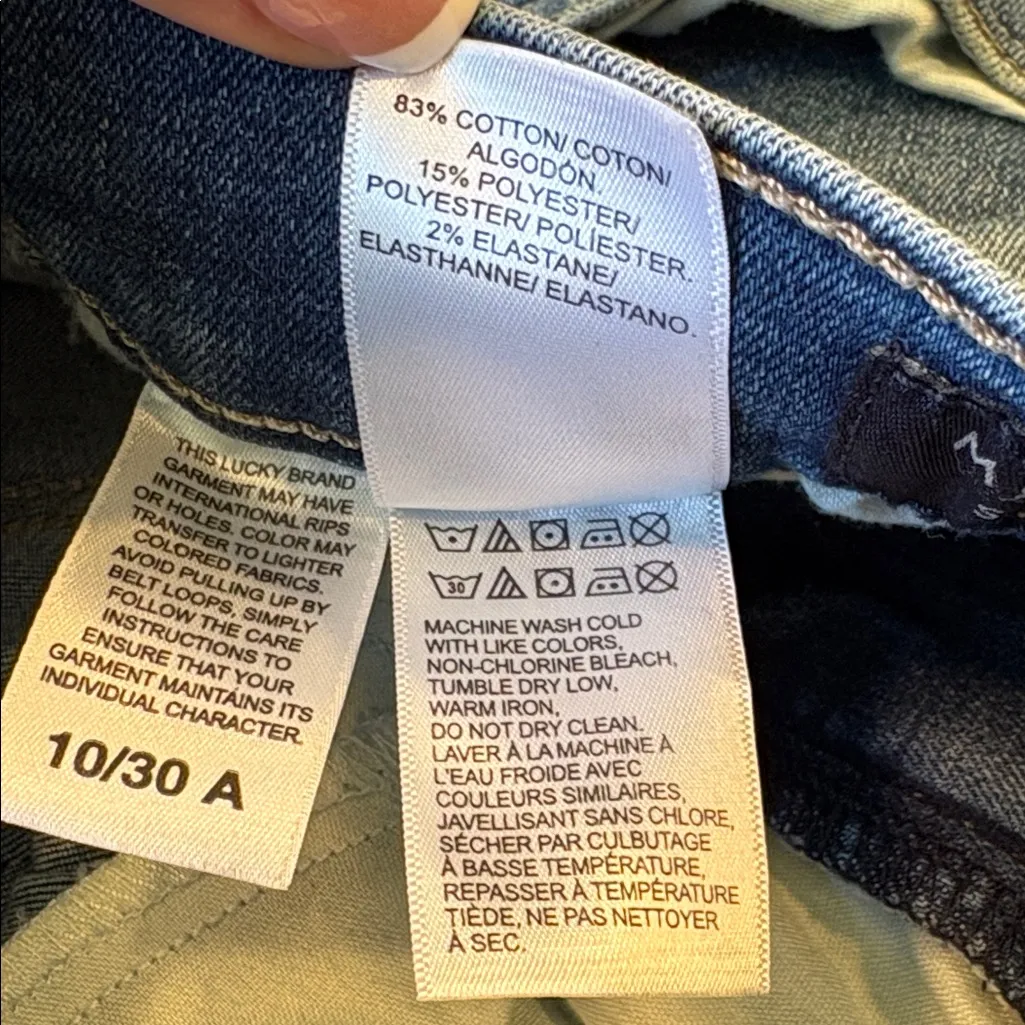 83% COTTON/ COTON/
ALGODÓN
15% POLYESTER/
POLYESTER/ POLÍESTER.
2% ELASTANE/
ELASTHANNE/ ELASTANO.
THIS LUCKY BRAND
GARMENT MAY HAVE
INTERNATIONAL RIPS
OR HOLES. COLOR MAY
TRANSFER TO LIGHTER
COLORED FABRICS.
AVOID PULLING UP BY
BELT LOOPS, SIMPLY
FOLLOW THE CARE
INSTRUCTIONS TO
ENSURE THAT YOUR
GARMENT MAINTAINS ITS
INDIVIDUAL CHARACTER.
10/30 A
30
MACHINE WASH COLD
WITH LIKE COLORS,
NON-CHLORINE BLEACH,
TUMBLE DRY LOW,
WARM IRON,
DO NOT DRY CLEAN.
LAVER À LA MACHINE À
L'EAU FROIDE AVEC
COULEURS SIMILAIRES,
JAVELLISANT SANS CHLORE,
SÉCHER PAR CULBUTAGE
À BASSE TEMPÉRATURE,
REPASSER À TEMPÉRATURE
TIÈDE, NE PAS NETTOYER
À SEC.